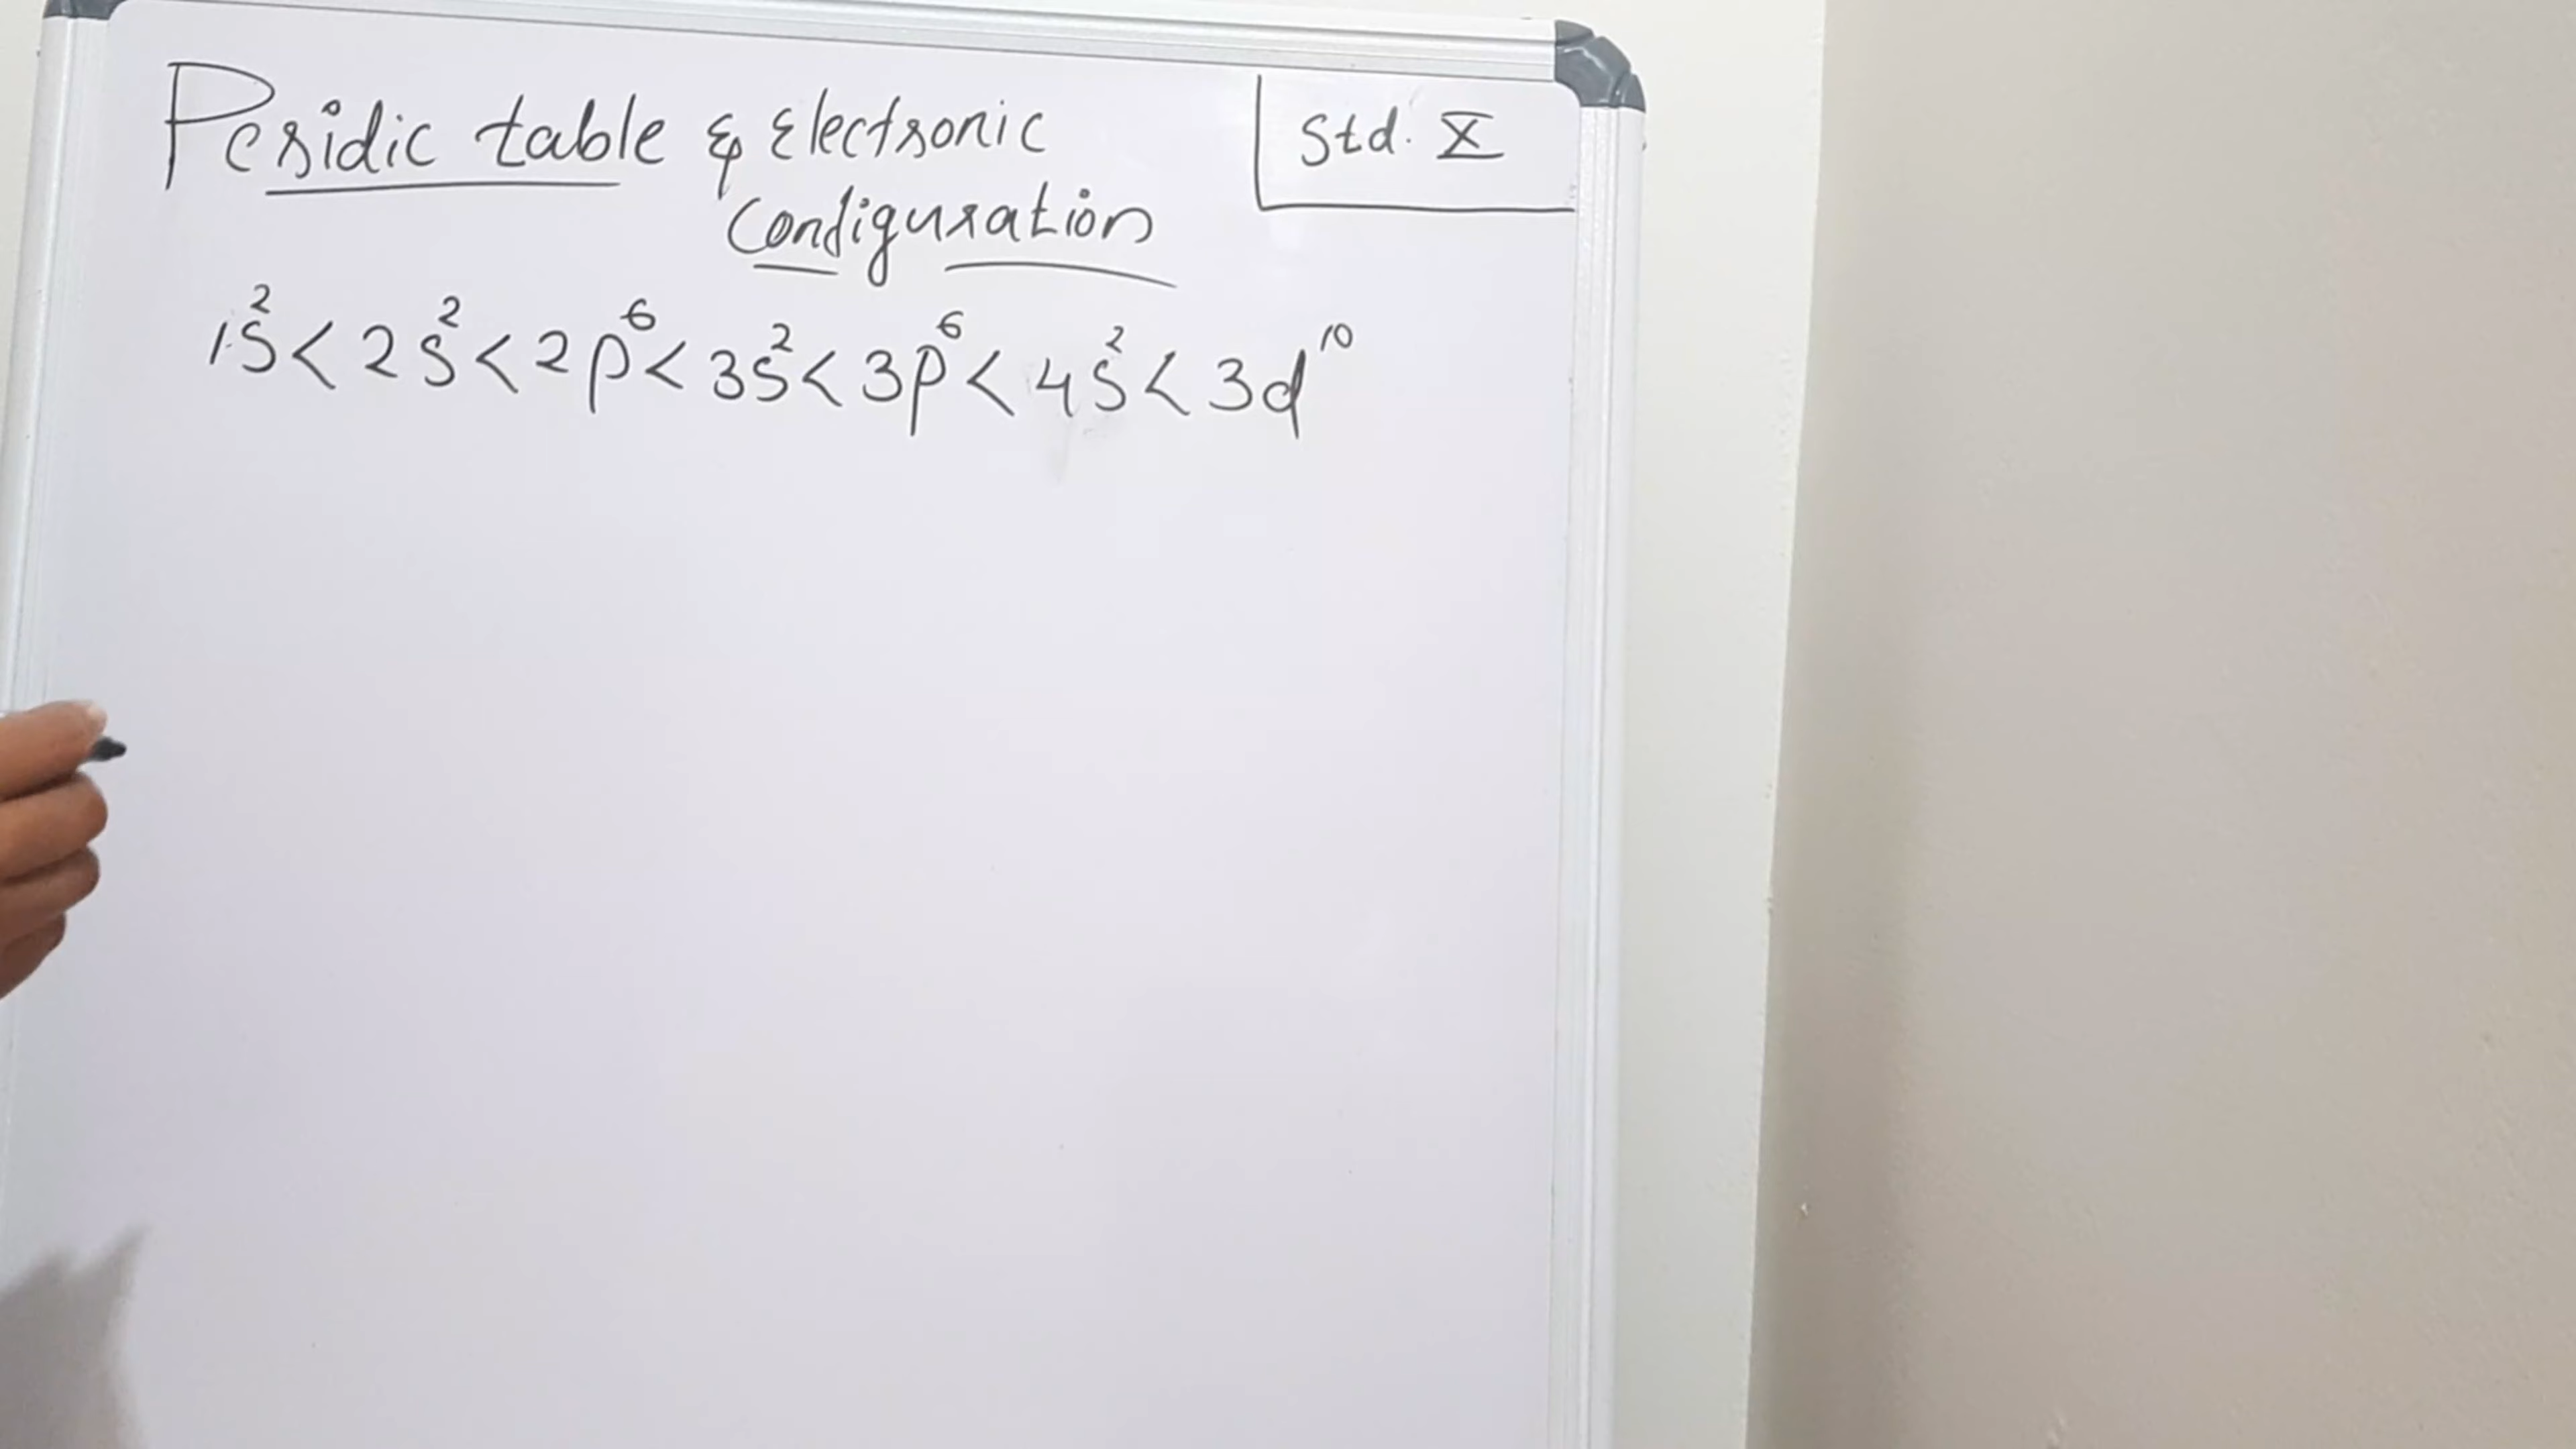 Peridic table & Electronic
Configuration
Std. X
1s² < 2s² < 2p⁶ < 3s² < 3p⁶ < 4s² < 3d¹⁰